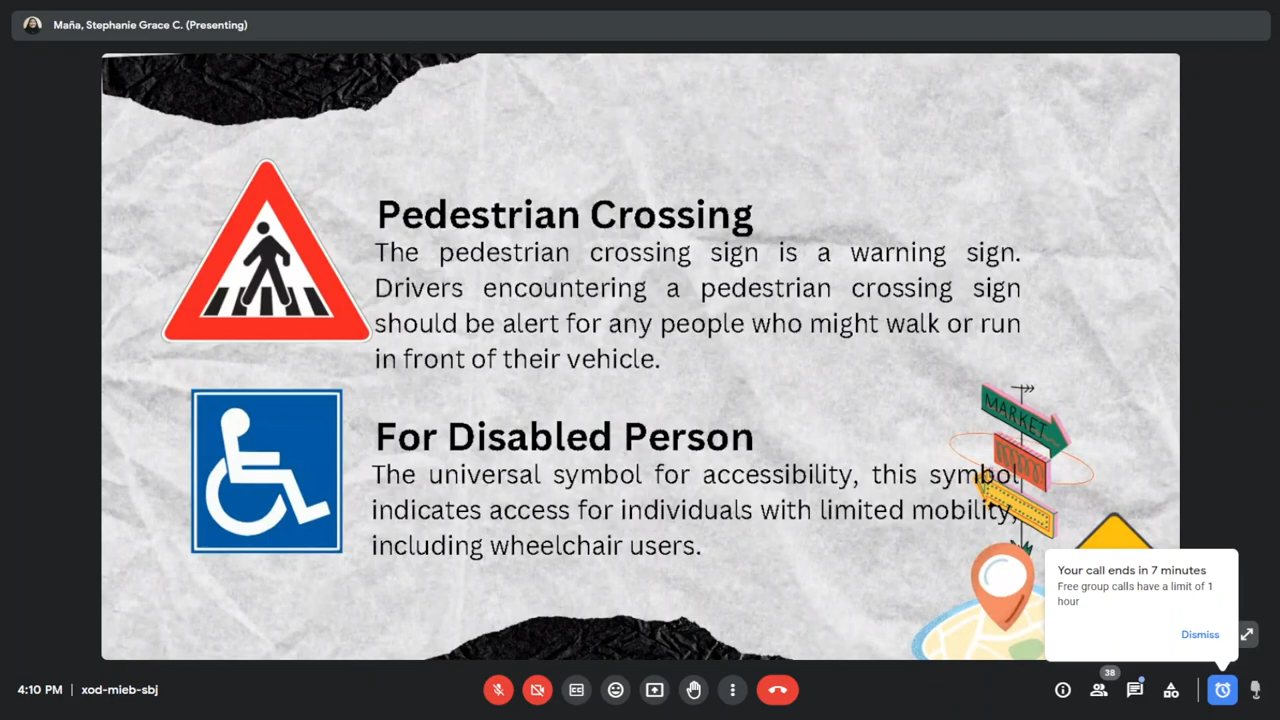 Maña, Stephanie Grace C. (Presenting)
Pedestrian Crossing
The pedestrian crossing sign is a warning sign.
Drivers encountering a pedestrian crossing sign
should be alert for any people who might walk or run
in front of their vehicle.
For Disabled Person
The universal symbol for accessibility, this symbol
indicates access for individuals with limited mobility,
including wheelchair users.
MARKET
Your call ends in 7 minutes
Free group calls have a limit of 1
hour
Dismiss
4:10 PM | xod-mieb-sbj
CC
38